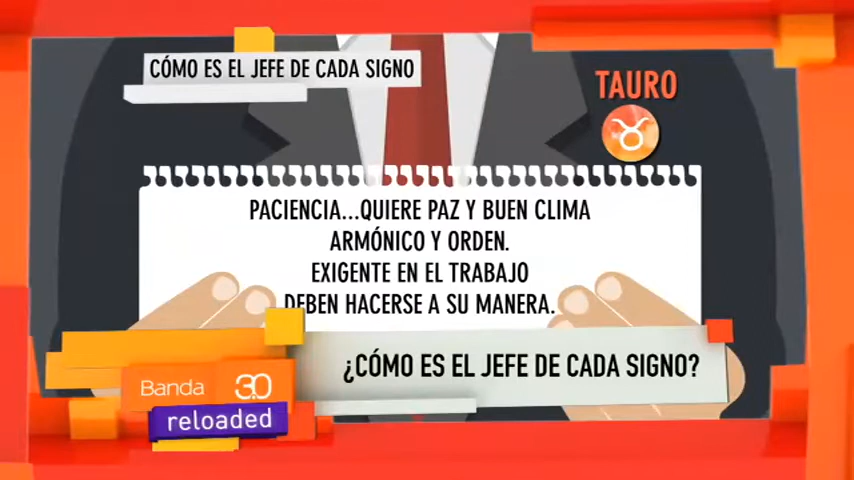 CÓMO ES EL JEFE DE CADA SIGNO
TAURO
PACIENCIA...QUIERE PAZ Y BUEN CLIMA
ARMÓNICO Y ORDEN.
EXIGENTE EN EL TRABAJO
DEBEN HACERSE A SU MANERA.
¿CÓMO ES EL JEFE DE CADA SIGNO?
Banda 3.0
reloaded